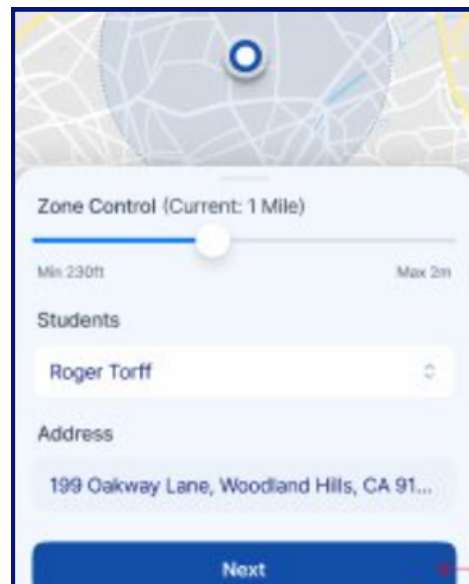 Zone Control (Current: 1 Mile)
Min 230ft Max 2m
Students
Roger Torff
Address
199 Oakway Lane, Woodland Hills, CA 91...
Next